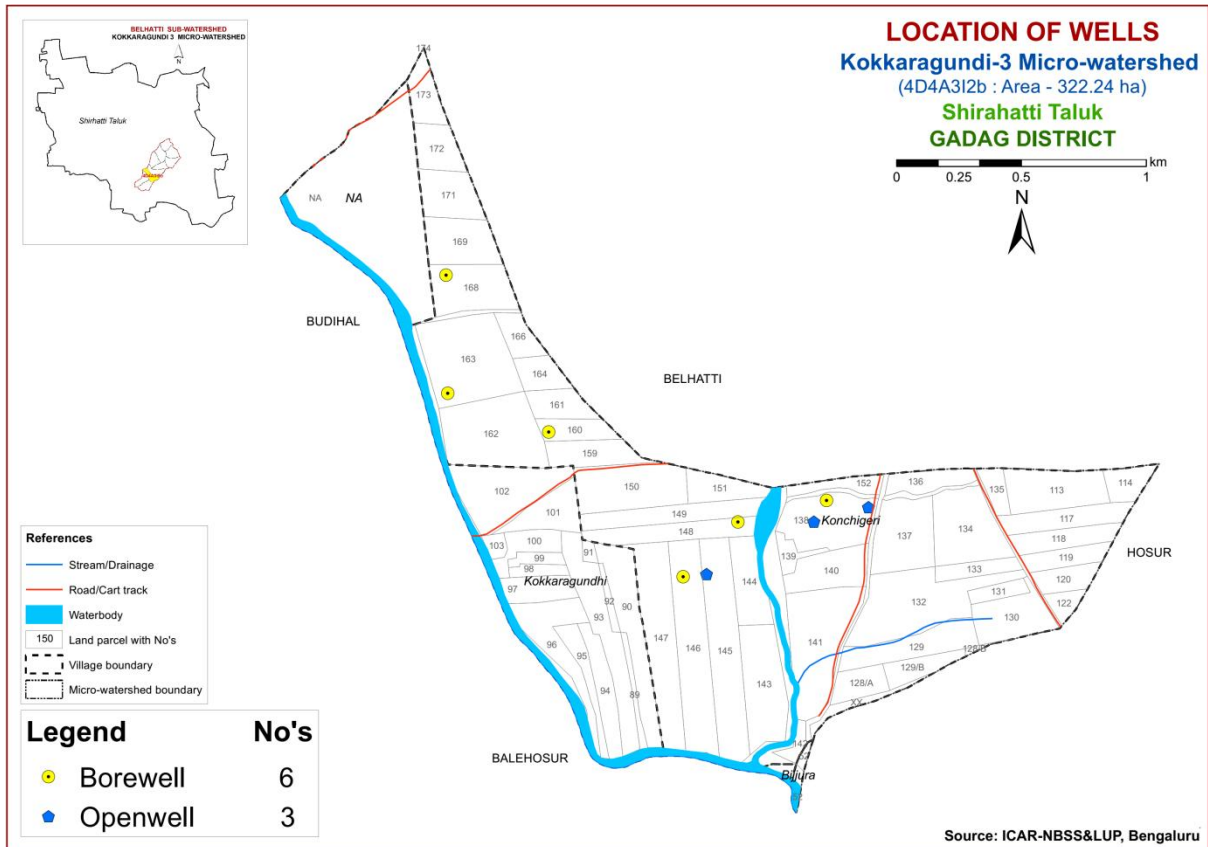 BELHATTI SUB-WATERSHED
KOKKARAGUNDI 3 MICRO-WATERSHED
N
Shirhatti Taluk
LOCATION OF WELLS
Kokkaragundi-3 Micro-watershed
(4D4A3I2b : Area - 322.24 ha)
Shirahatti Taluk
GADAG DISTRICT
km
0 0.25 0.5 1
N
174
173
172
NA NA
171
169
168
BUDIHAL
166
163
164
BELHATTI
161
162
160
159
102
150
151
152
136
135
113
114
101
149
138
Konchigeri
117
148
134
118
HOSUR
103
100
91
139
137
119
99
98
Kokkaragundhi
140
133
120
97
92
90
144
131
122
93
132
130
96
147
146
145
141
95
129
128/B
129/B
94
89
143
128/A
XX
142
52
BALEHOSUR
Biljura
52
References
Stream/Drainage
Road/Cart track
Waterbody
150 Land parcel with No's
Village boundary
Micro-watershed boundary
Legend No's
Borewell 6
Openwell 3
Source: ICAR-NBSS&LUP, Bengaluru